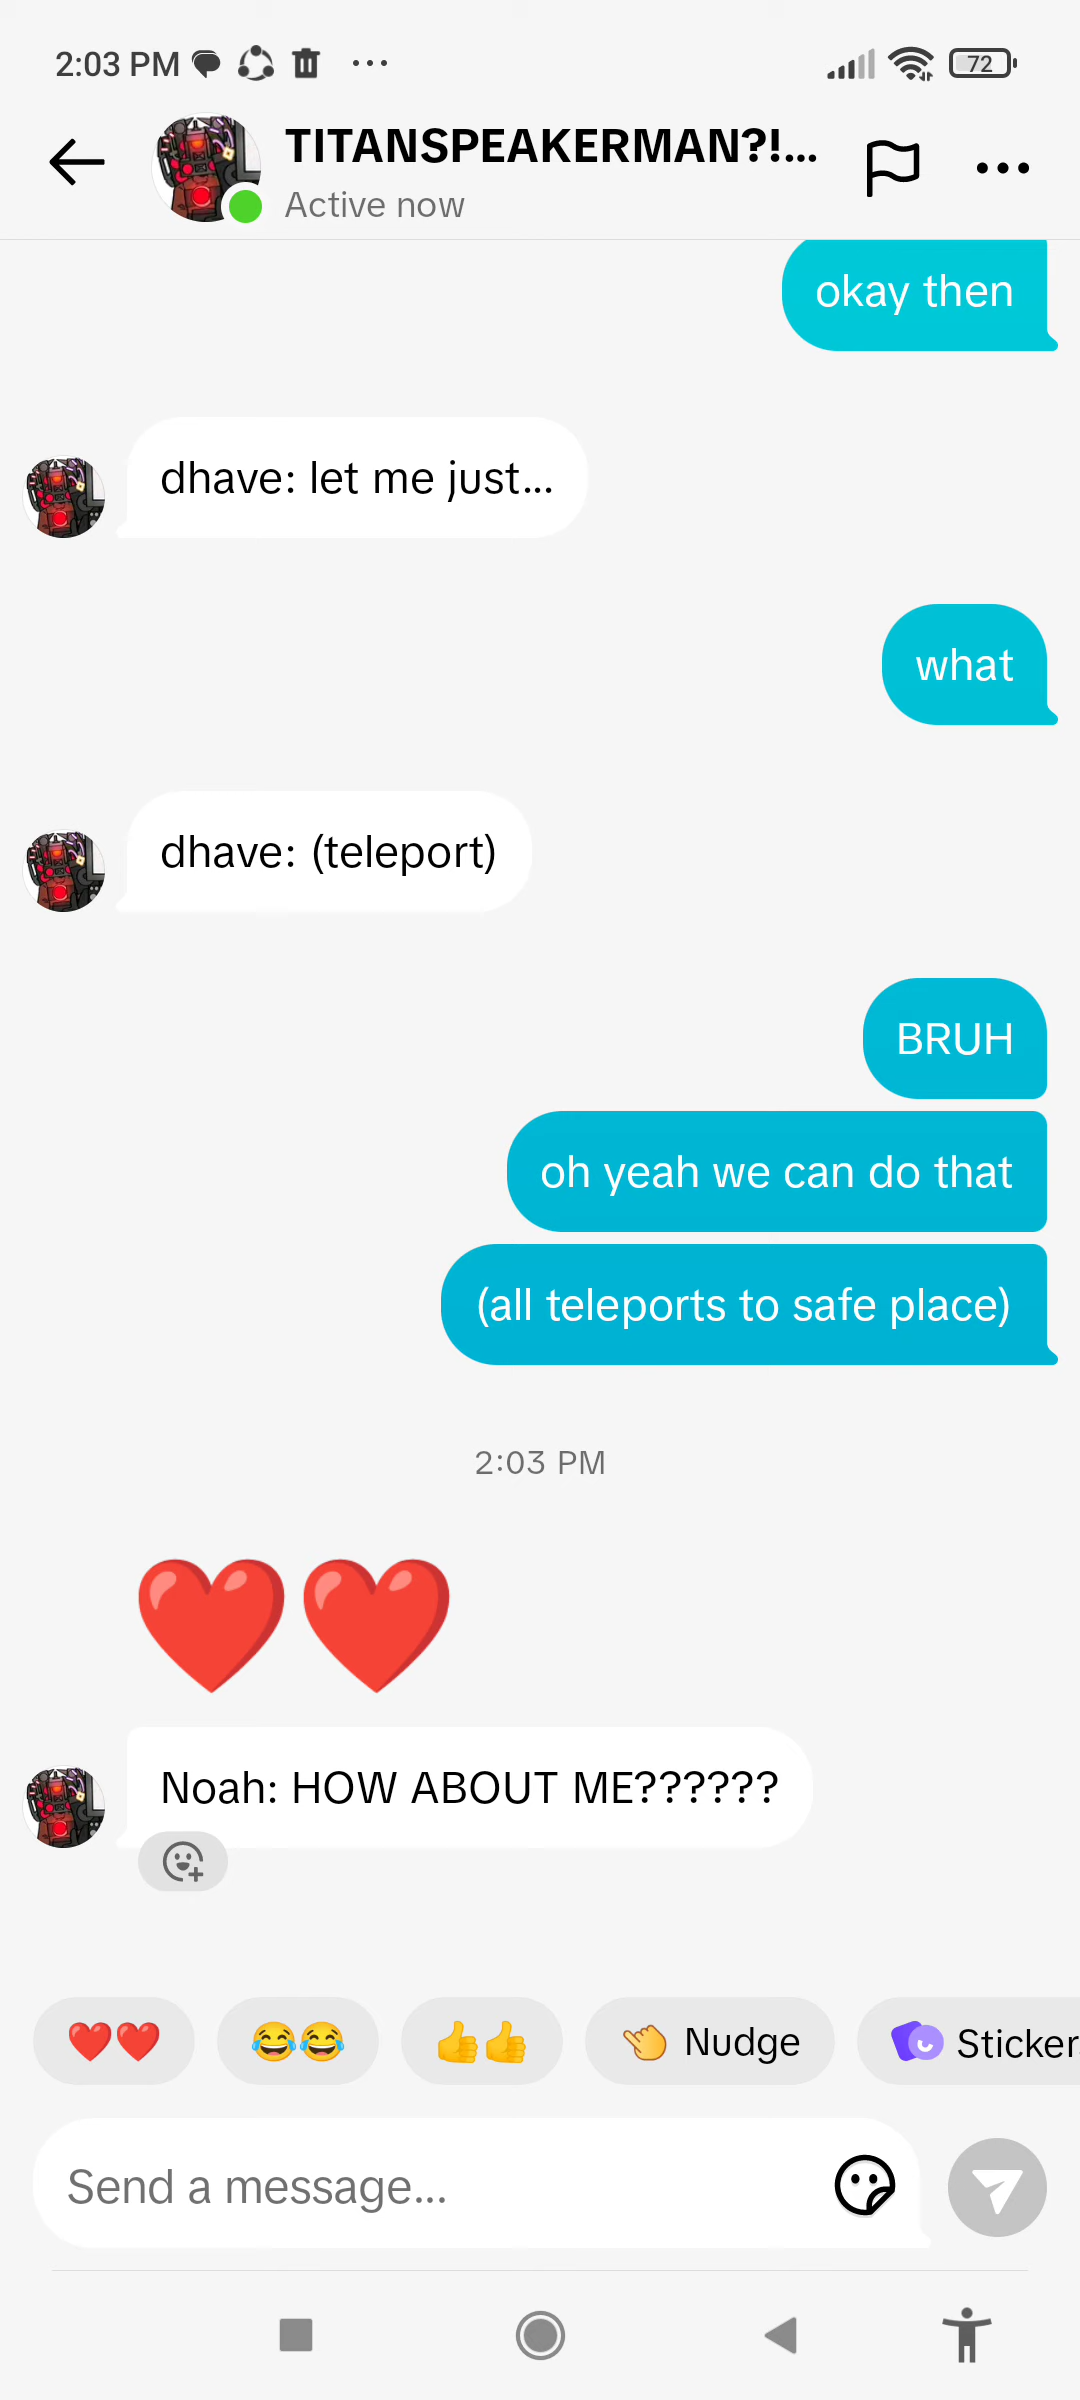 2:03 PM
72
TITANSPEAKERMAN?!...
Active now
okay then
dhave: let me just...
what
dhave: (teleport)
BRUH
oh yeah we can do that
(all teleports to safe place)
2:03 PM
❤️❤️
Noah: HOW ABOUT ME??????
❤️❤️ 😂😂 👍👍 👈 Nudge Sticker
Send a message...